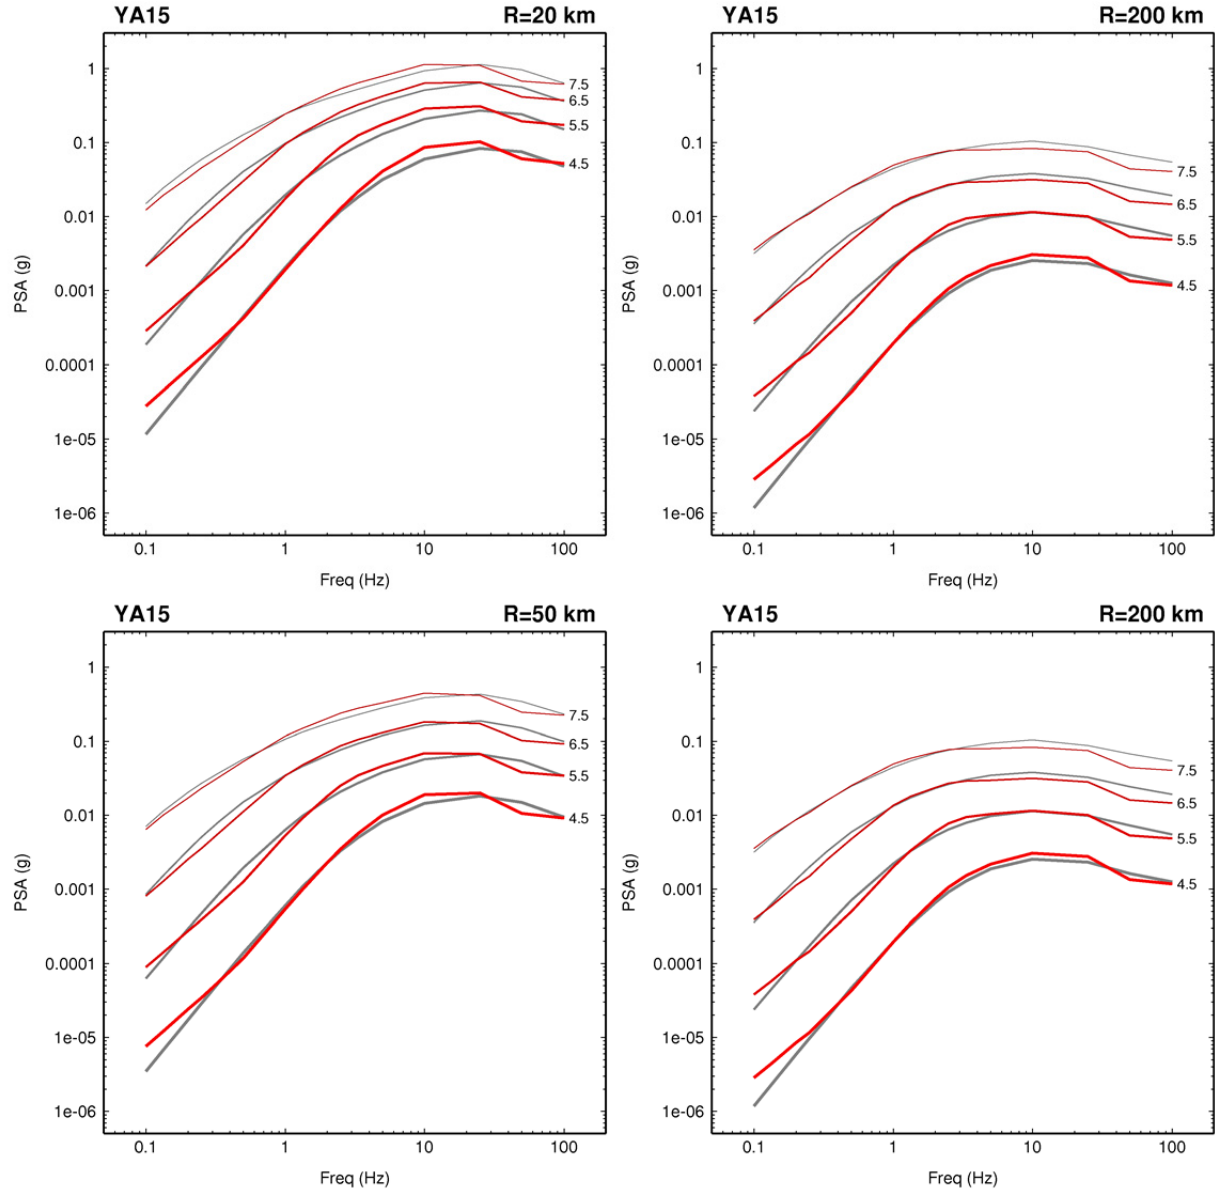 YA15 R=20 km
1
0.1
0.01
0.001
0.0001
1e-05
1e-06
PSA (g)
7.5
6.5
5.5
4.5
0.1 1 10 100
Freq (Hz)
YA15 R=200 km
1
0.1
0.01
0.001
0.0001
1e-05
1e-06
PSA (g)
7.5
6.5
5.5
4.5
0.1 1 10 100
Freq (Hz)
YA15 R=50 km
1
0.1
0.01
0.001
0.0001
1e-05
1e-06
PSA (g)
7.5
6.5
5.5
4.5
0.1 1 10 100
Freq (Hz)
YA15 R=200 km
1
0.1
0.01
0.001
0.0001
1e-05
1e-06
PSA (g)
7.5
6.5
5.5
4.5
0.1 1 10 100
Freq (Hz)